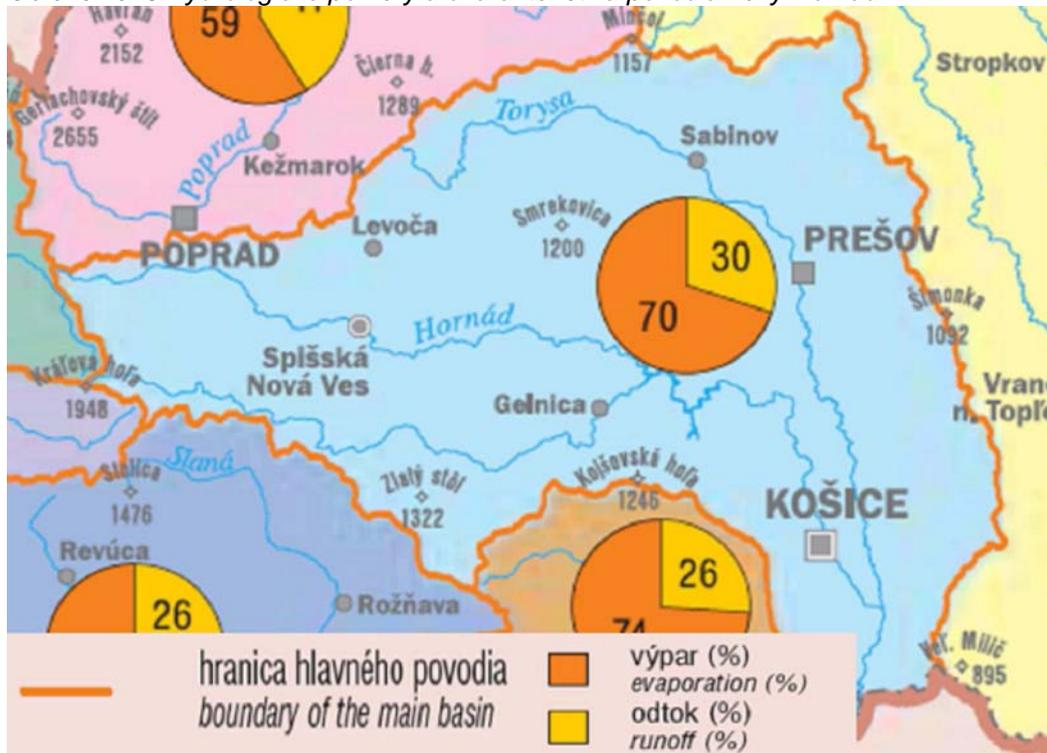 Havran
2152
59
Čierna h.
1289
Minčol
1157
Stropkov
Gerlachovský štít
2655
Poprad
Kežmarok
Torysa
Sabinov
POPRAD
Levoča
Smrekovica
1200
30
70
PREŠOV
Šimonka
1092
Hornád
Spišská
Nová Ves
Kráľova hoľa
1948
Gelnica
Stolica
1476
Slaná
Zlatý stôl
1322
Kojšovská hoľa
1246
KOŠICE
Revúca
26
Rožňava
26
74
n. Topľ
Veľ. Milič
895
hranica hlavného povodia
boundary of the main basin
výpar (%)
evaporation (%)
odtok (%)
runoff (%)